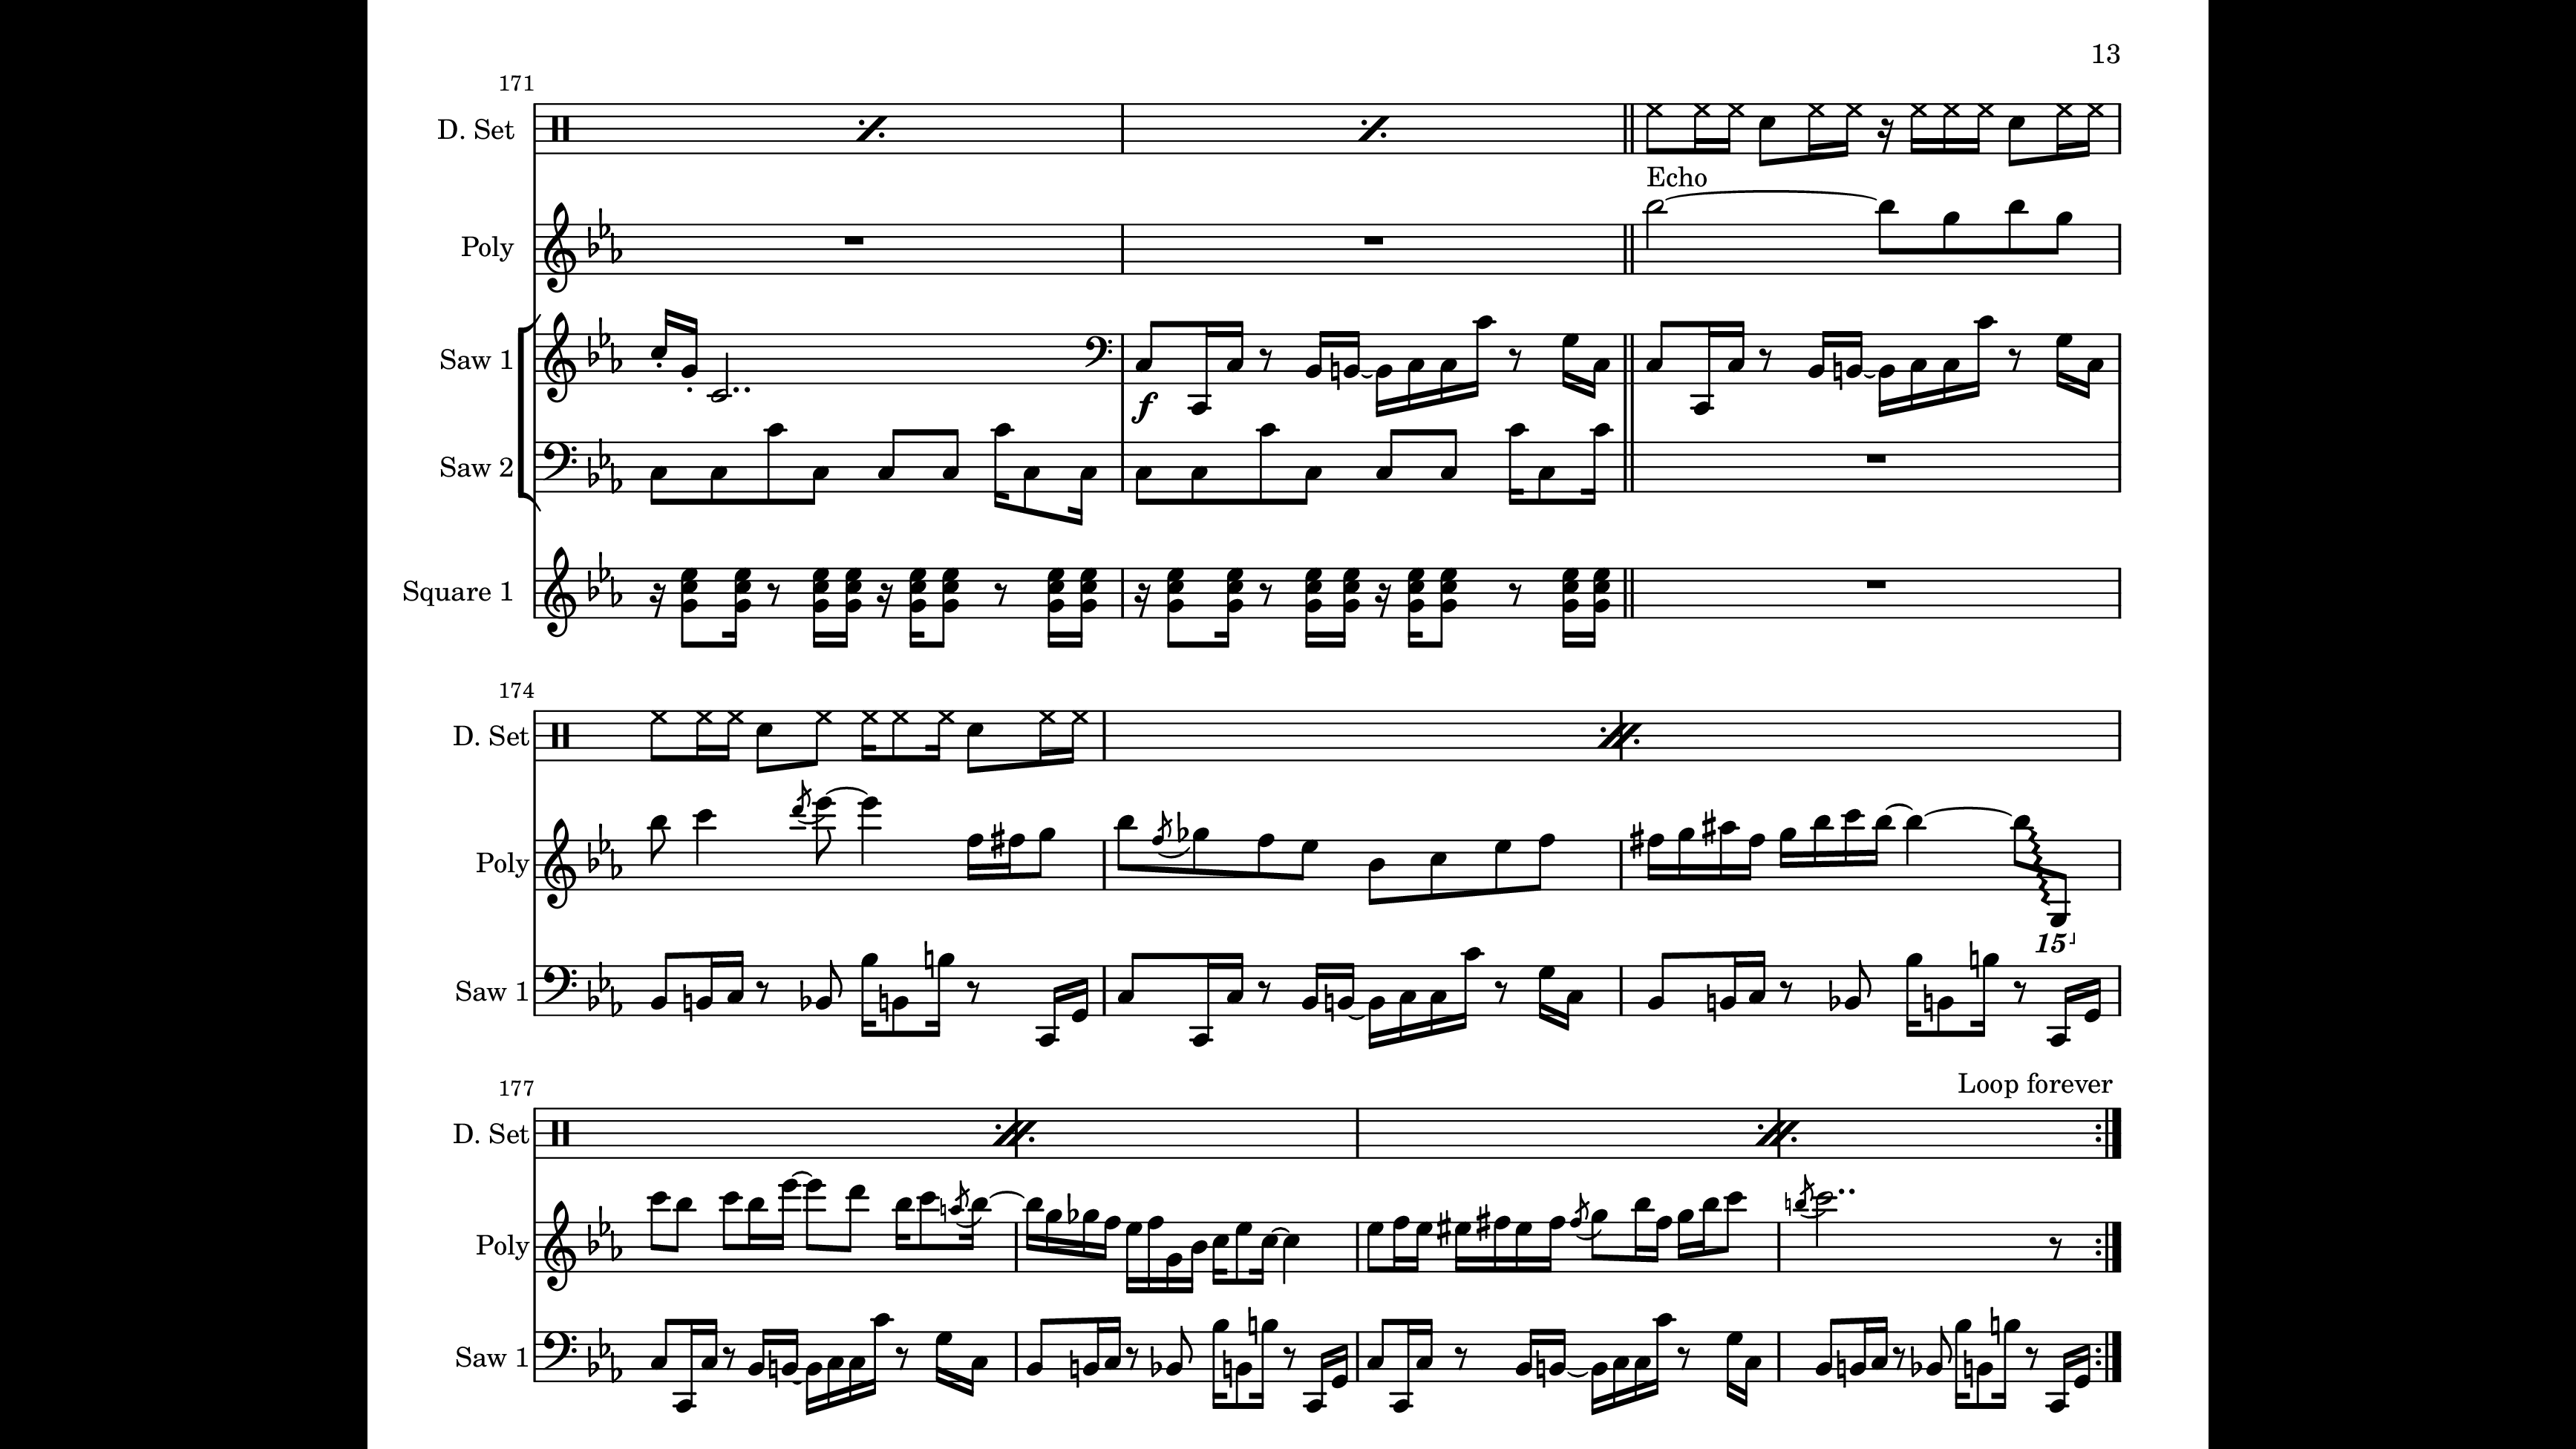 13
171
D. Set
Echo
Poly
Saw 1
f
Saw 2
Square 1
174
D. Set
Poly
15
Saw 1
177
Loop forever
D. Set
Poly
Saw 1